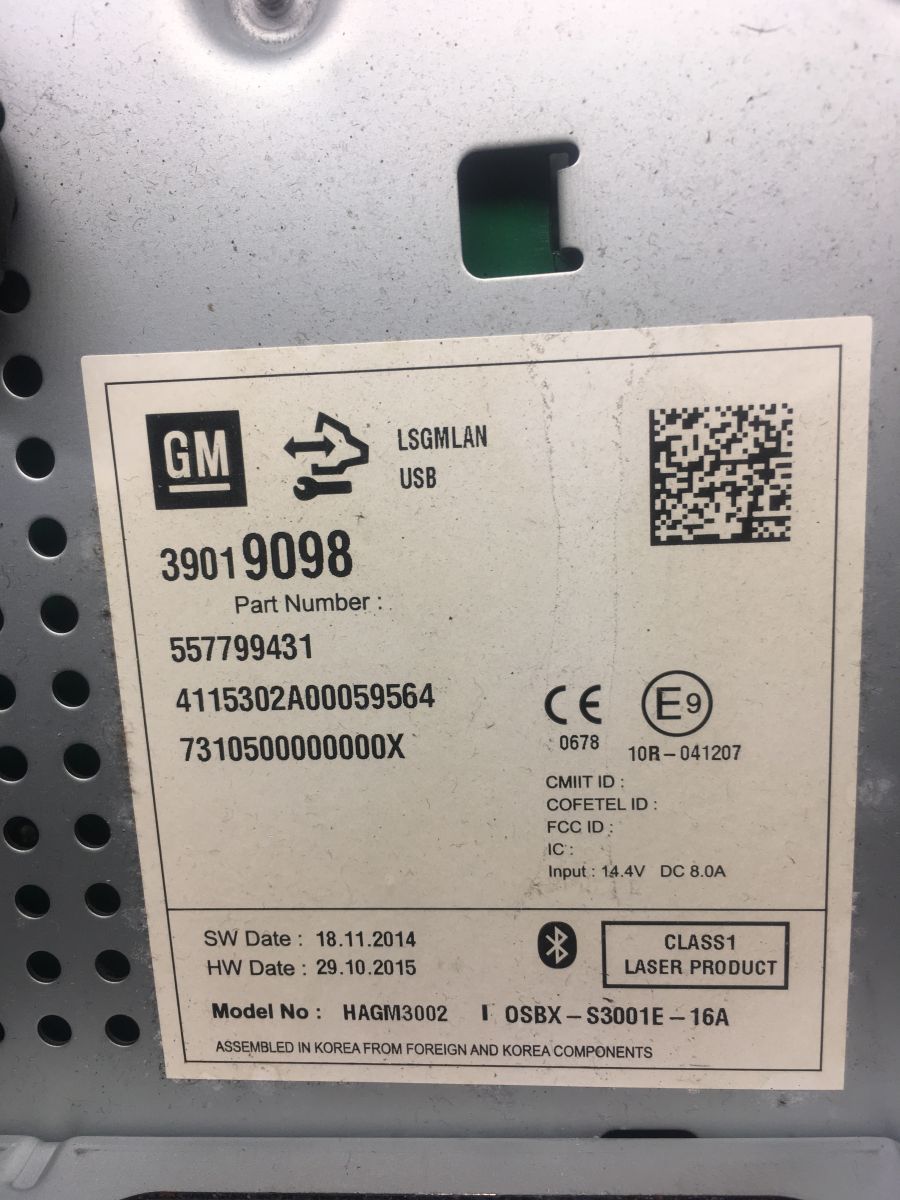 GM
LSGMLAN
USB
39019098
Part Number :
557799431
4115302A00059564
7310500000000X
CE
0678
E9
10R-041207
CMIIT ID :
COFETEL ID :
FCC ID :
IC :
Input : 14.4V DC 8.0A
SW Date : 18.11.2014
HW Date : 29.10.2015
CLASS1
LASER PRODUCT
Model No : HAGM3002 I OSBX-S3001E-16A
ASSEMBLED IN KOREA FROM FOREIGN AND KOREA COMPONENTS